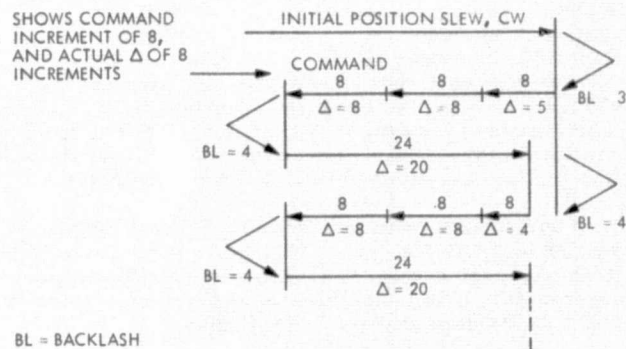 SHOWS COMMAND
INCREMENT OF 8,
AND ACTUAL Δ OF 8
INCREMENTS
INITIAL POSITION SLEW, CW
COMMAND
8 8 8
Δ = 8 Δ = 8 Δ = 5
BL 3
BL = 4
24
Δ = 20
8 .8 8
Δ = 8 Δ = 8 Δ = 4
BL = 4
BL = 4
24
Δ = 20
BL = BACKLASH